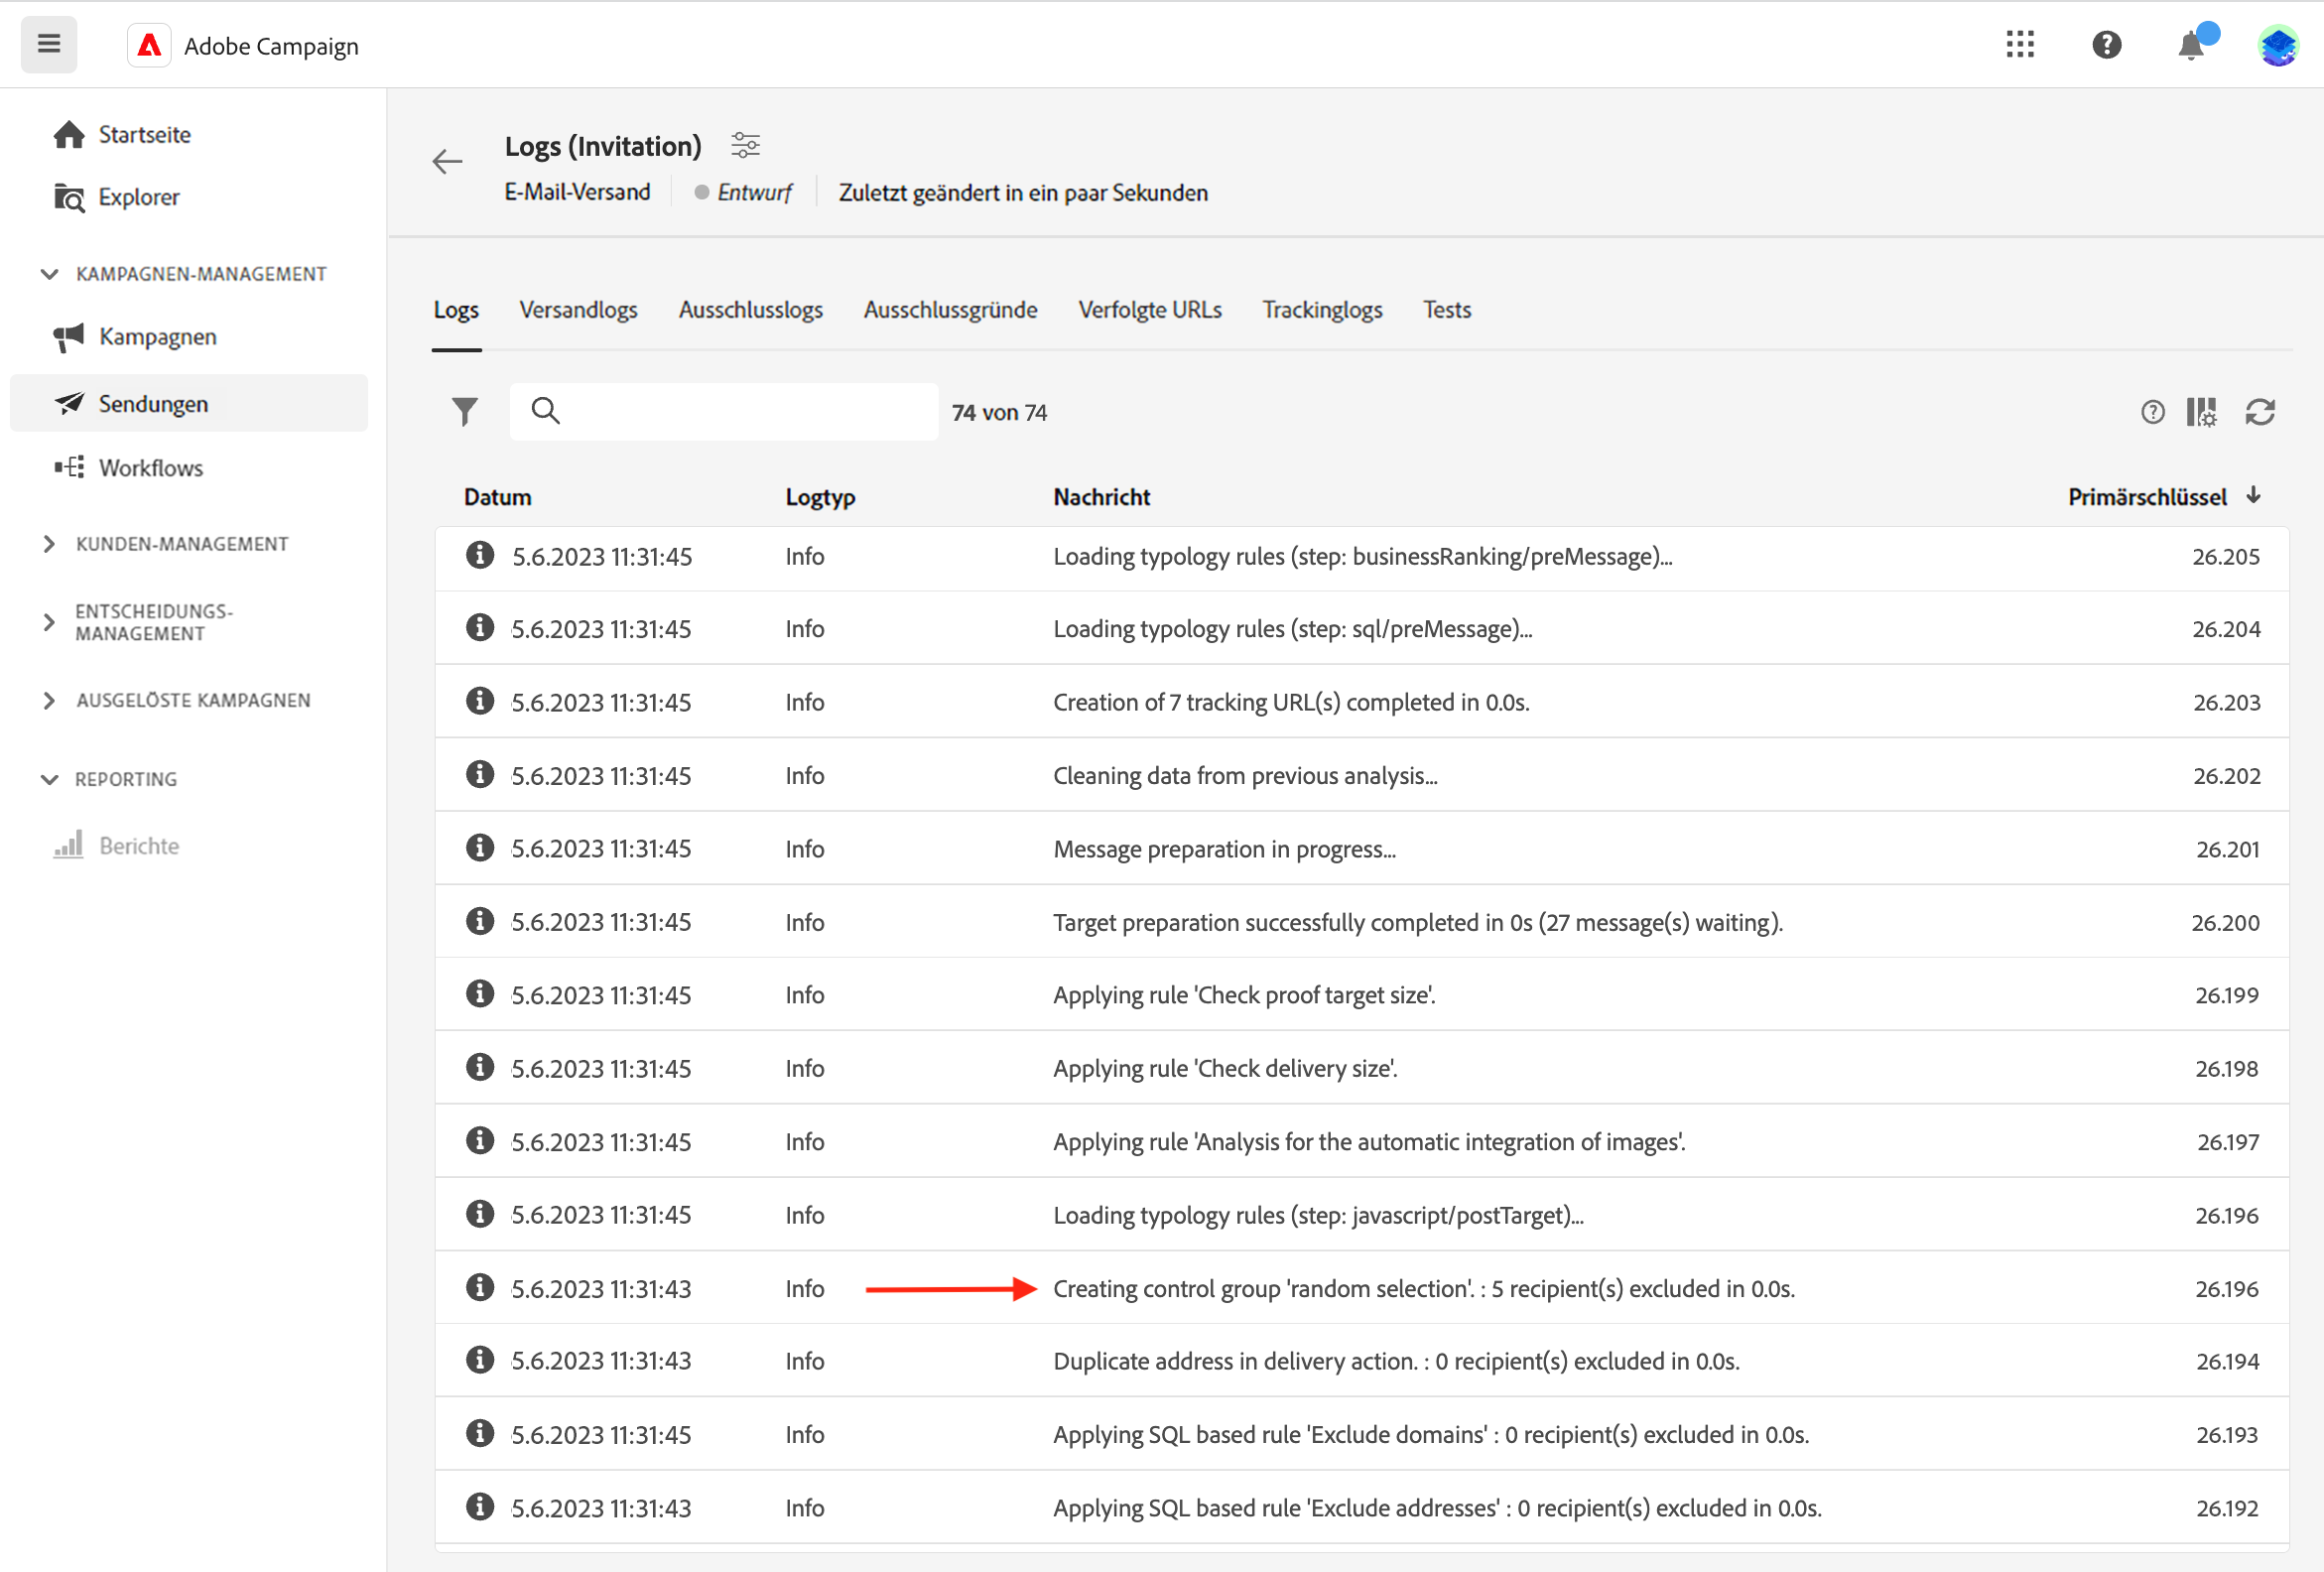 Adobe Campaign
Startseite
Explorer
KAMPAGNEN-MANAGEMENT
Kampagnen
Sendungen
Workflows
KUNDEN-MANAGEMENT
ENTSCHEIDUNGS-
MANAGEMENT
AUSGELÖSTE KAMPAGNEN
REPORTING
Berichte
Logs (Invitation)
E-Mail-Versand Entwurf Zuletzt geändert in ein paar Sekunden
Logs Versandlogs Ausschlusslogs Ausschlussgründe Verfolgte URLs Trackinglogs Tests
74 von 74
Datum Logtyp Nachricht Primärschlüssel
5.6.2023 11:31:45 Info Loading typology rules (step: businessRanking/preMessage)... 26.205
5.6.2023 11:31:45 Info Loading typology rules (step: sql/preMessage)... 26.204
5.6.2023 11:31:45 Info Creation of 7 tracking URL(s) completed in 0.0s. 26.203
5.6.2023 11:31:45 Info Cleaning data from previous analysis... 26.202
5.6.2023 11:31:45 Info Message preparation in progress... 26.201
5.6.2023 11:31:45 Info Target preparation successfully completed in 0s (27 message(s) waiting). 26.200
5.6.2023 11:31:45 Info Applying rule 'Check proof target size'. 26.199
5.6.2023 11:31:45 Info Applying rule 'Check delivery size'. 26.198
5.6.2023 11:31:45 Info Applying rule 'Analysis for the automatic integration of images'. 26.197
5.6.2023 11:31:45 Info Loading typology rules (step: javascript/postTarget)... 26.196
5.6.2023 11:31:43 Info Creating control group 'random selection'. : 5 recipient(s) excluded in 0.0s. 26.196
5.6.2023 11:31:43 Info Duplicate address in delivery action. : 0 recipient(s) excluded in 0.0s. 26.194
5.6.2023 11:31:45 Info Applying SQL based rule 'Exclude domains' : 0 recipient(s) excluded in 0.0s. 26.193
5.6.2023 11:31:43 Info Applying SQL based rule 'Exclude addresses' : 0 recipient(s) excluded in 0.0s. 26.192